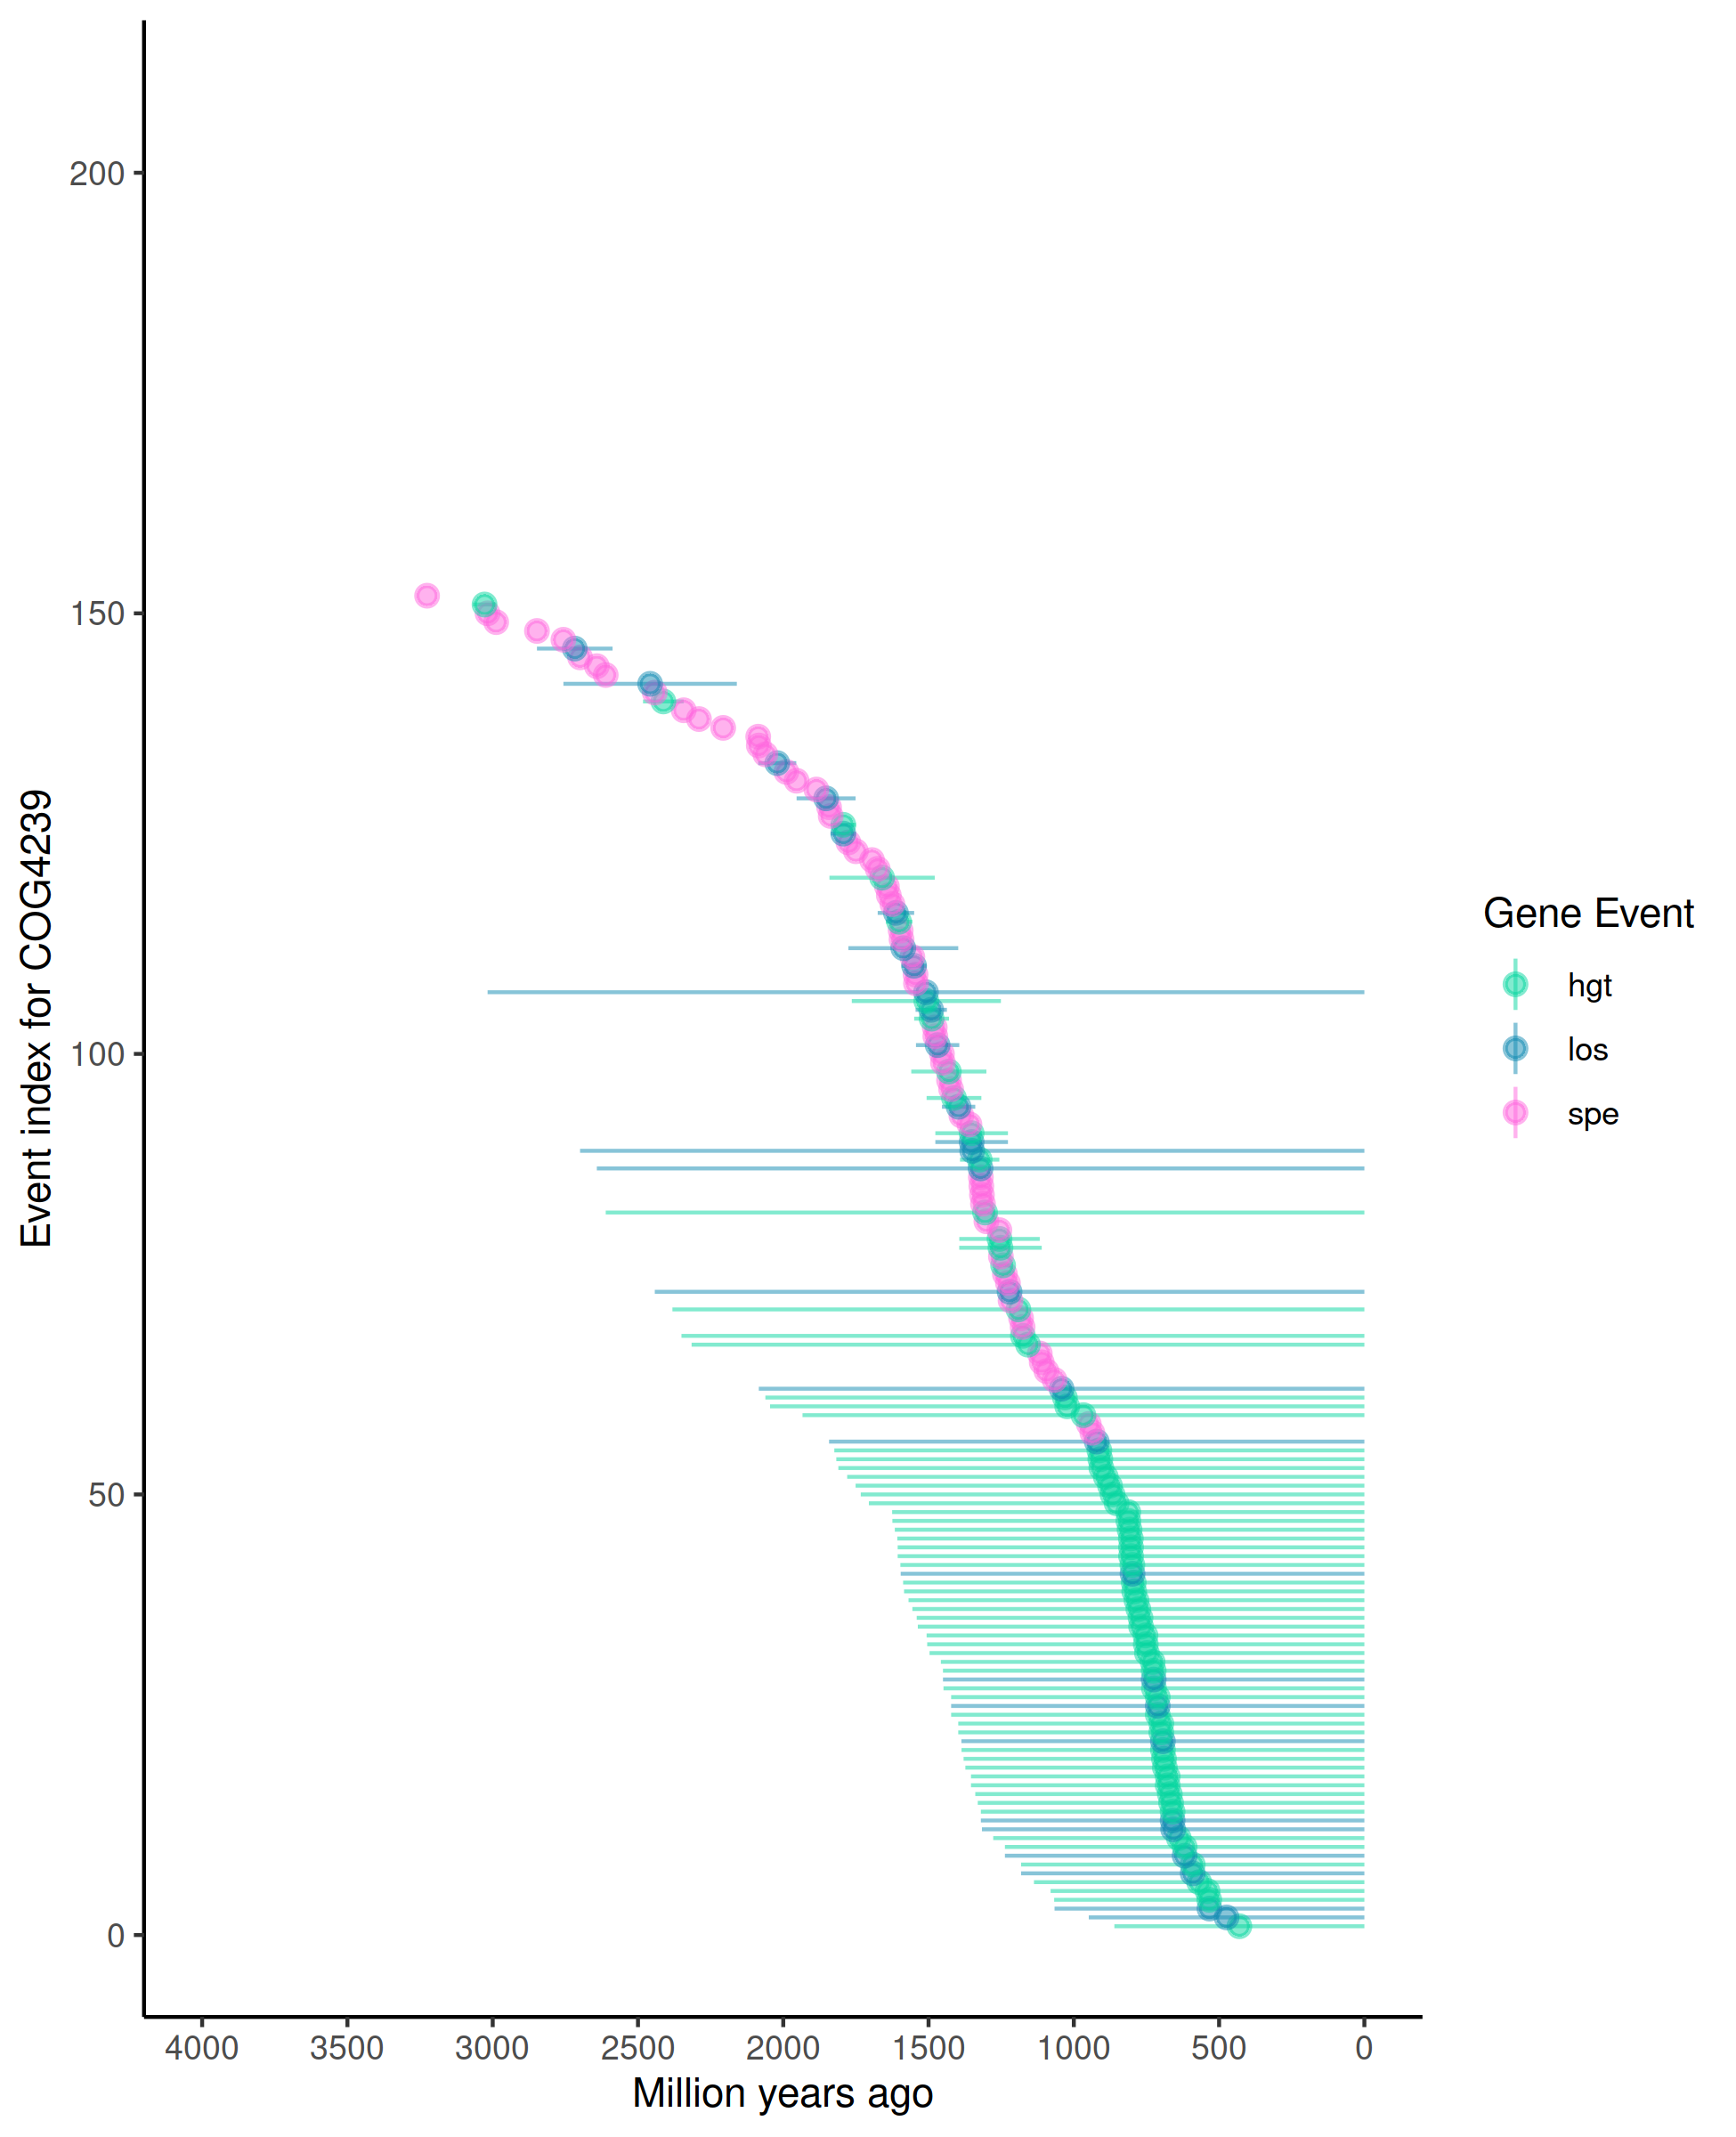 Event index for COG4239
200
150
100
50
0
4000 3500 3000 2500 2000 1500 1000 500 0
Million years ago
Gene Event
hgt
los
spe